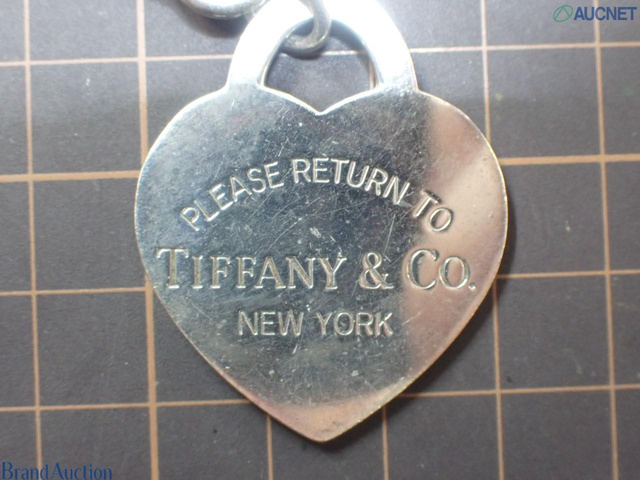 AUCNET
PLEASE RETURN TO
TIFFANY & CO.
NEW YORK
BrandAuction